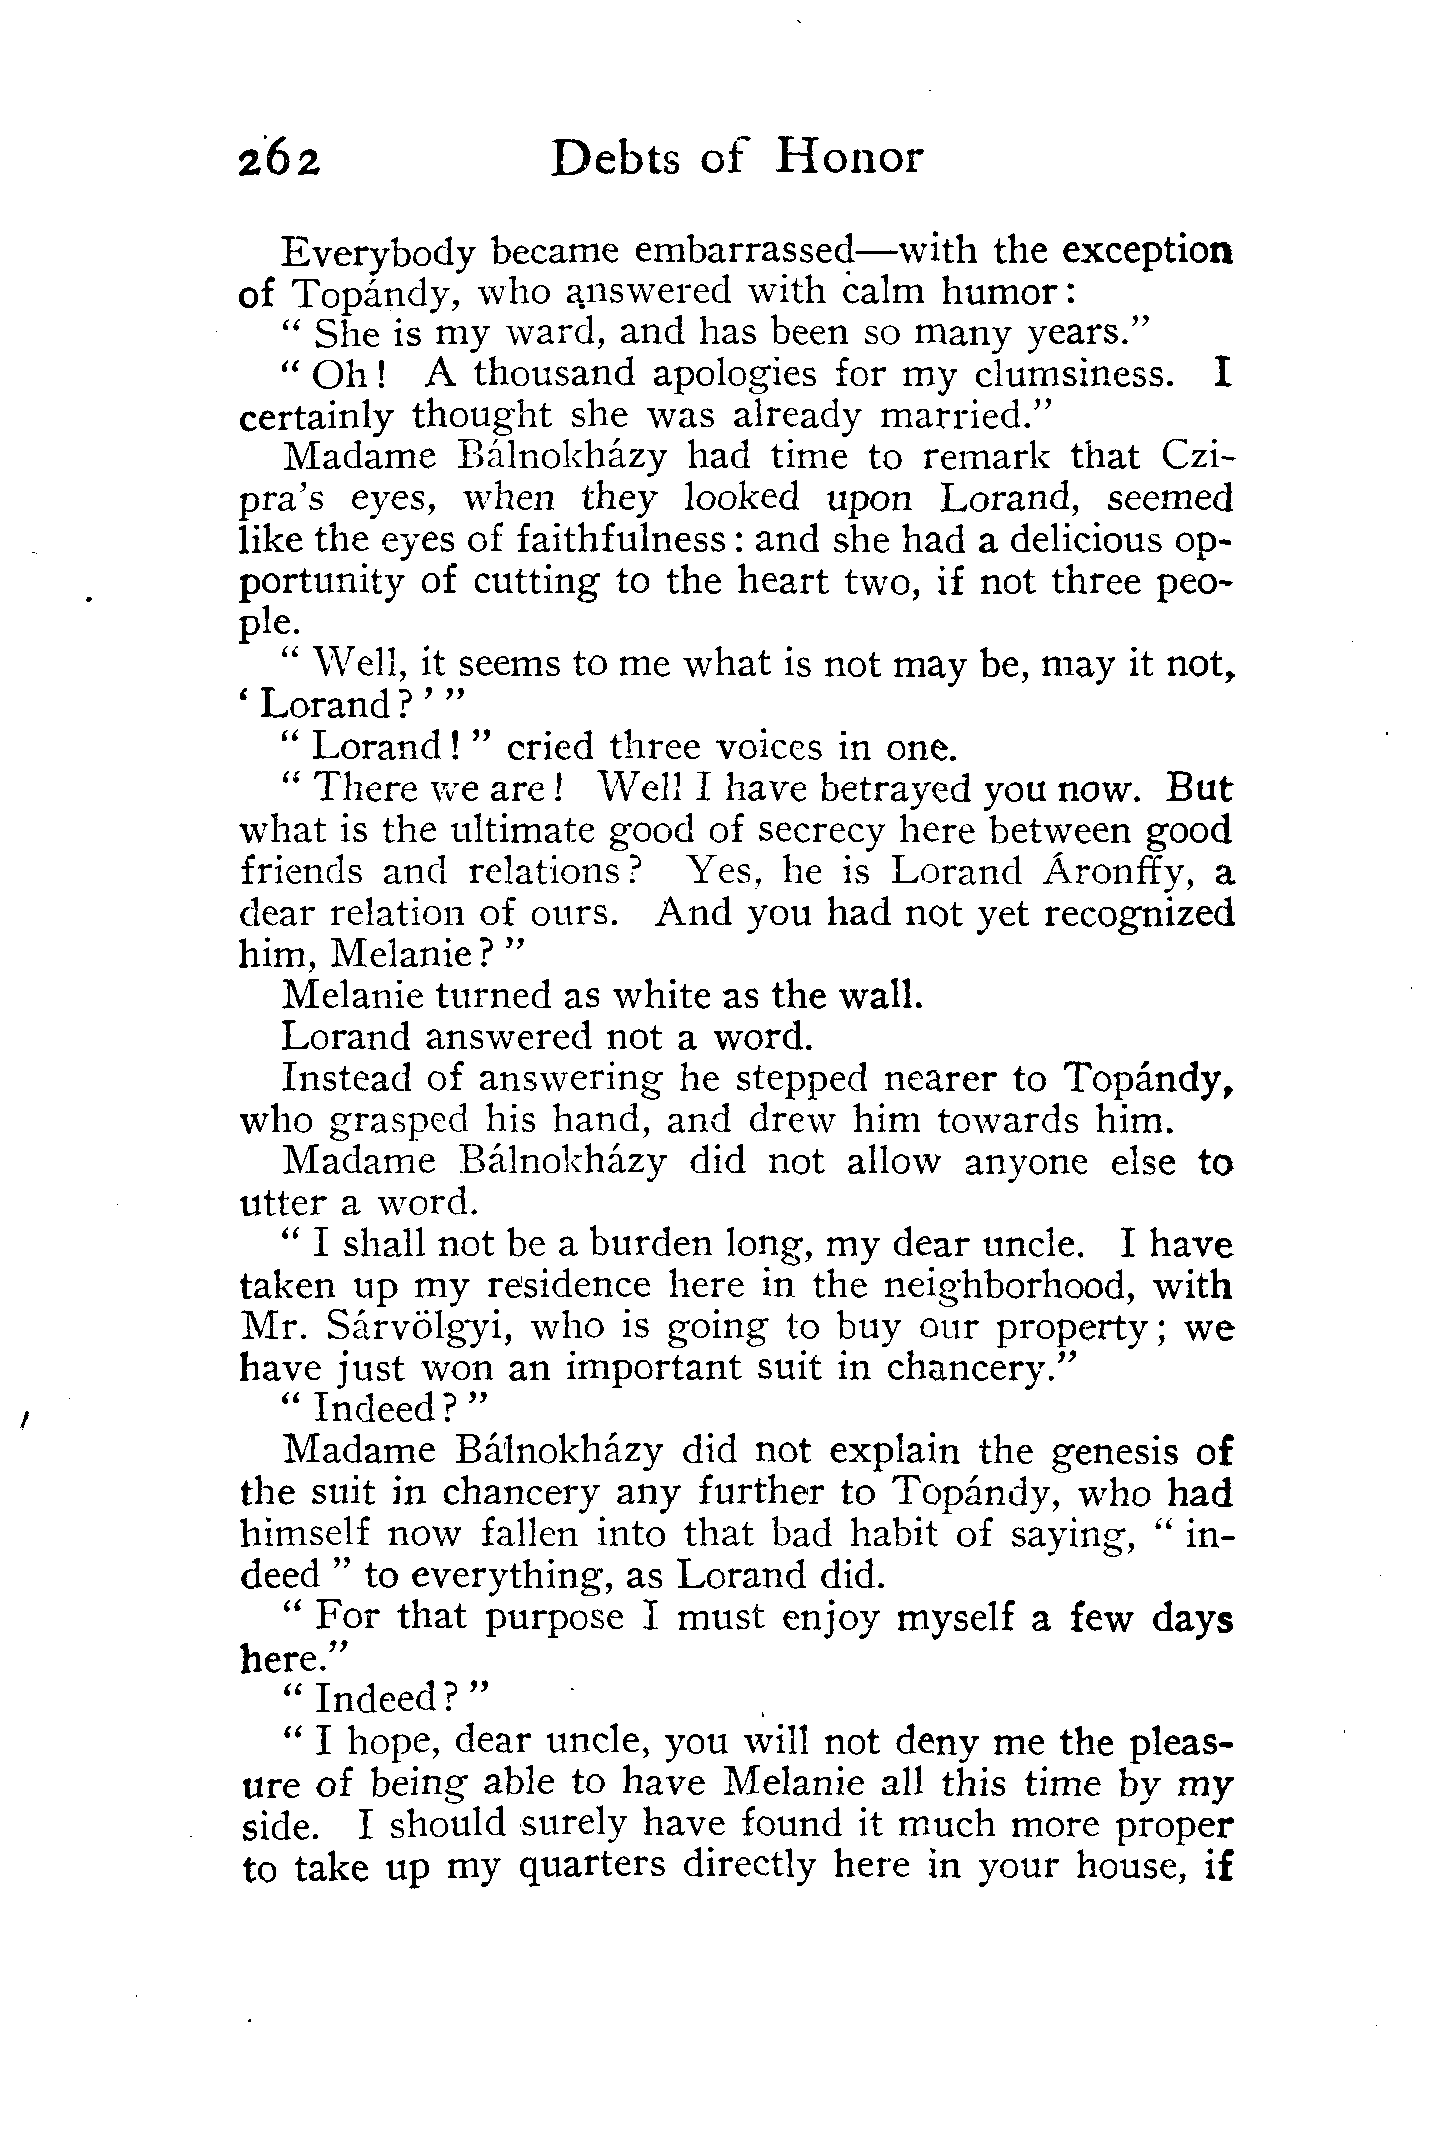 262 Debts of Honor
Everybody became embarrassed—with the exception
of Topándy, who answered with calm humor:
“ She is my ward, and has been so many years.”
“ Oh! A thousand apologies for my clumsiness. I
certainly thought she was already married.”
Madame Bálnokházy had time to remark that Czi-
pra’s eyes, when they looked upon Lorand, seemed
like the eyes of faithfulness: and she had a delicious op-
portunity of cutting to the heart two, if not three peo-
ple.
“ Well, it seems to me what is not may be, may it not,
‘ Lorand?’ ”
“ Lorand! ” cried three voices in one.
“ There we are! Well I have betrayed you now. But
what is the ultimate good of secrecy here between good
friends and relations? Yes, he is Lorand Áronffy, a
dear relation of ours. And you had not yet recognized
him, Melanie? ”
Melanie turned as white as the wall.
Lorand answered not a word.
Instead of answering he stepped nearer to Topándy,
who grasped his hand, and drew him towards him.
Madame Bálnokházy did not allow anyone else to
utter a word.
“ I shall not be a burden long, my dear uncle. I have
taken up my residence here in the neighborhood, with
Mr. Sárvölgyi, who is going to buy our property; we
have just won an important suit in chancery.”
“ Indeed? ”
Madame Bálnokházy did not explain the genesis of
the suit in chancery any further to Topándy, who had
himself now fallen into that bad habit of saying, “ in-
deed ” to everything, as Lorand did.
“ For that purpose I must enjoy myself a few days
here.”
“ Indeed? ”
“ I hope, dear uncle, you will not deny me the pleas-
ure of being able to have Melanie all this time by my
side. I should surely have found it much more proper
to take up my quarters directly here in your house, if